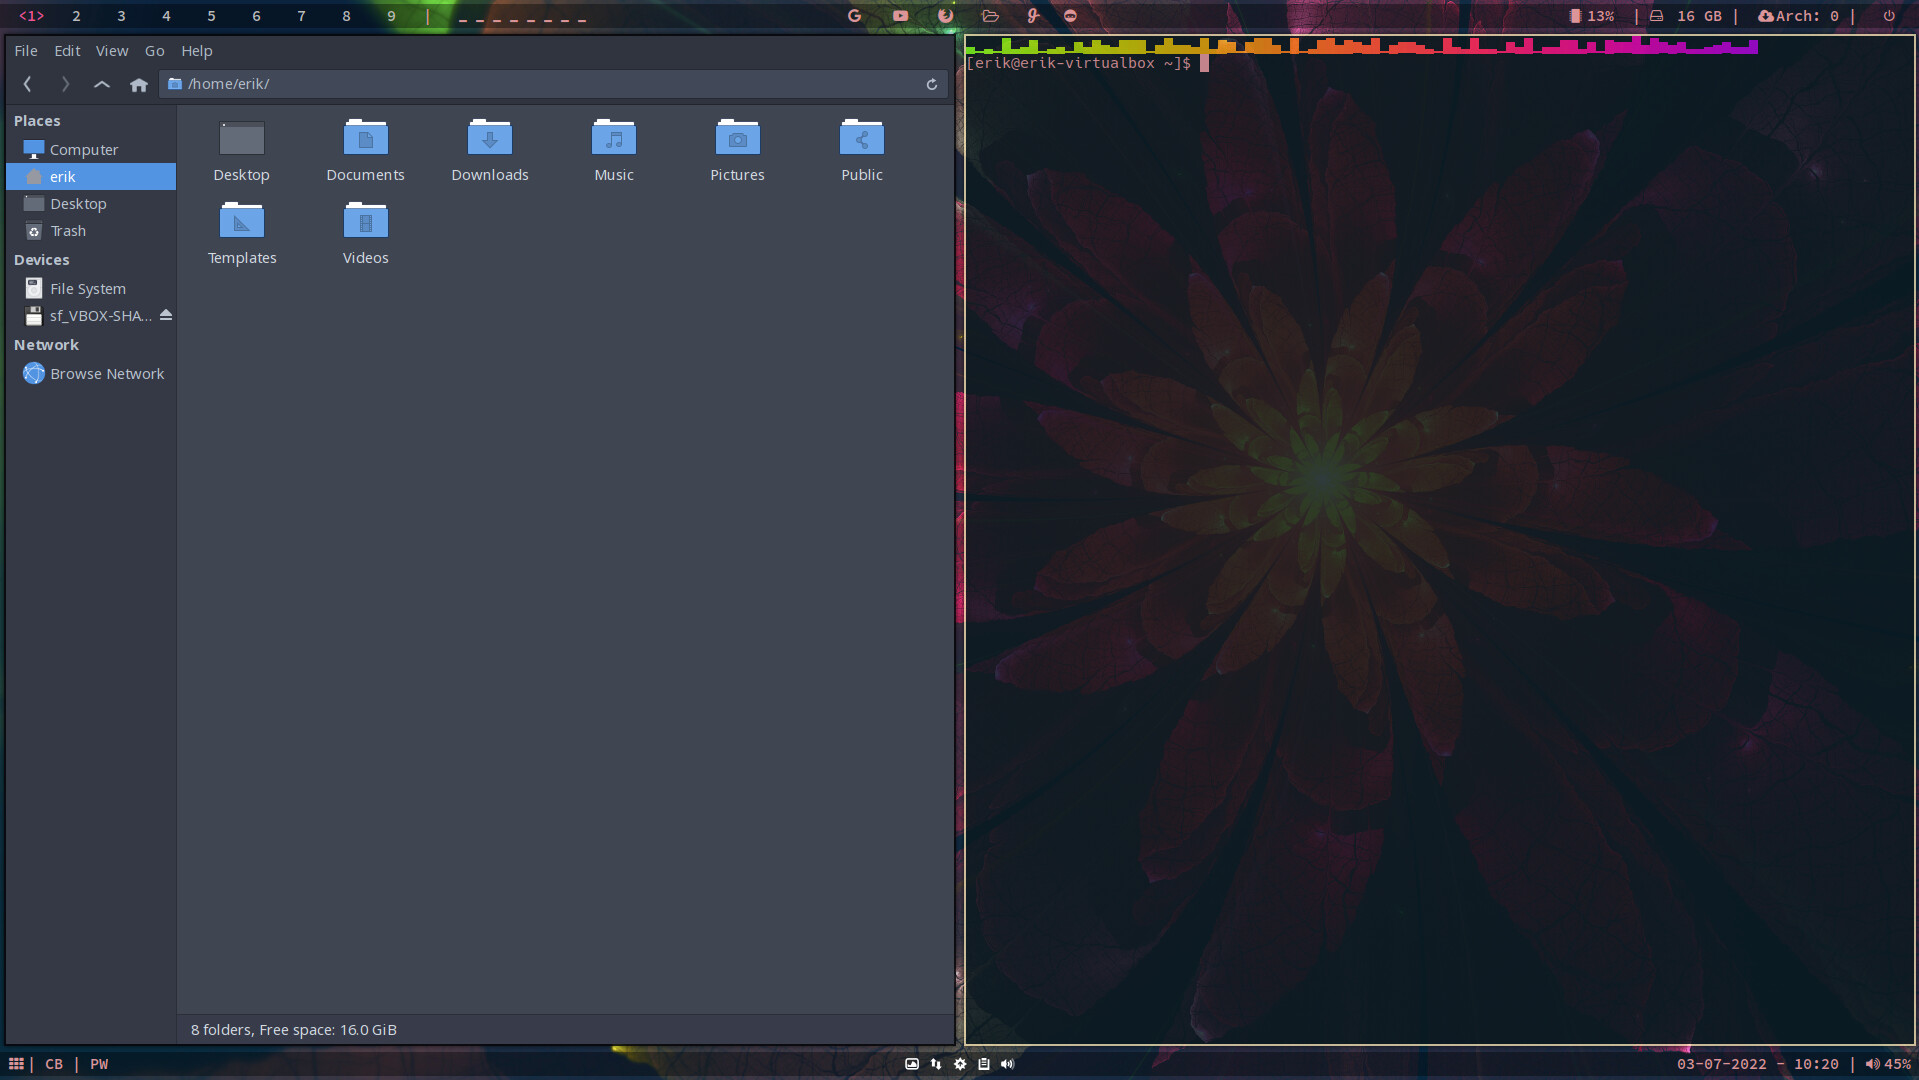 <1> 2 3 4 5 6 7 8 9 | _ _ _ _ _ _ _ _ 13% | 16 GB | Arch: 0 |
File Edit View Go Help
/home/erik/
Places
Computer
erik
Desktop
Trash
Devices
File System
sf_VBOX-SHA...
Network
Browse Network
Desktop Documents Downloads Music Pictures Public
Templates Videos
8 folders, Free space: 16.0 GiB
[erik@erik-virtualbox ~]$
| CB | PW 03-07-2022 - 10:20 | 45%